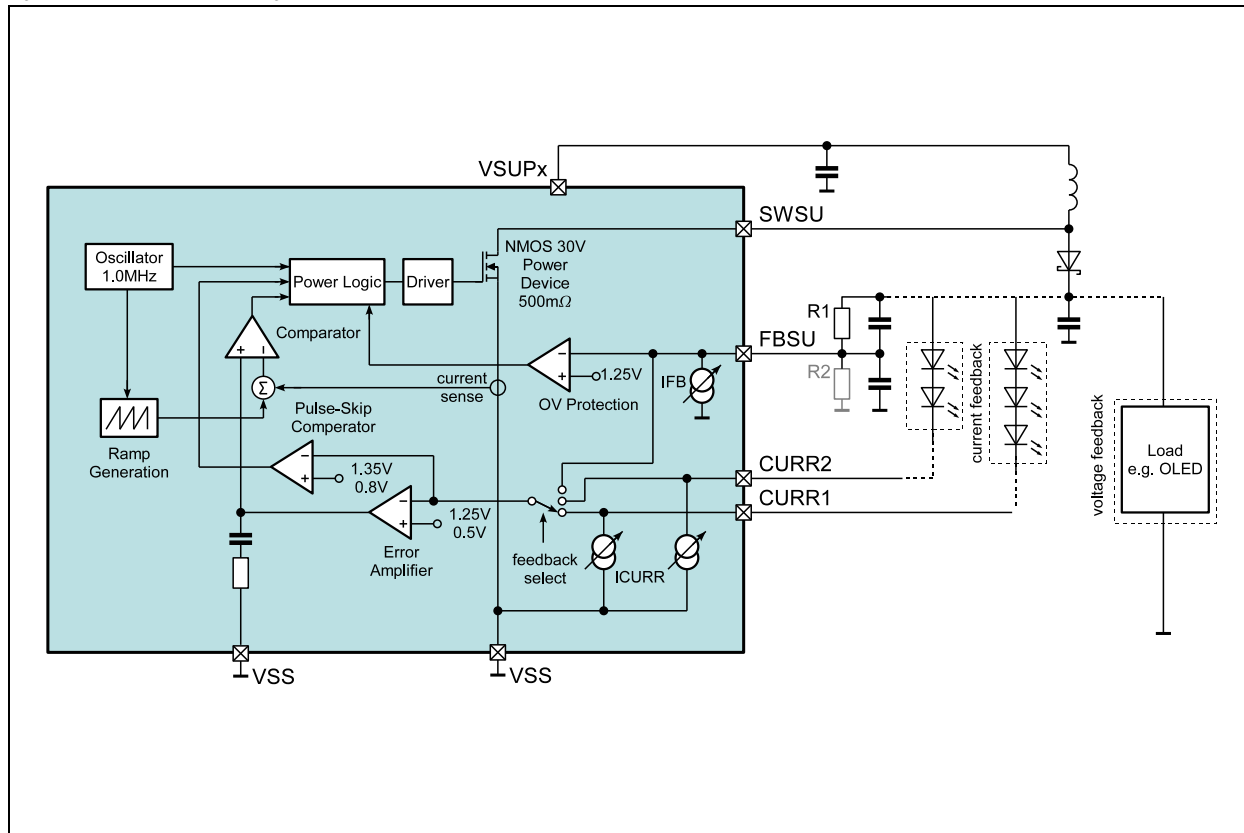 VSUPx
SWSU
Oscillator
1.0MHz
Power Logic
Driver
NMOS 30V
Power
Device
500mΩ
Comparator
R1
FBSU
R2
1.25V
OV Protection
IFB
current
sense
Σ
Pulse-Skip
Comperator
Ramp
Generation
1.35V
0.8V
1.25V
0.5V
Error
Amplifier
feedback
select
ICURR
CURR2
CURR1
current feedback
voltage feedback
Load
e.g. OLED
VSS
VSS